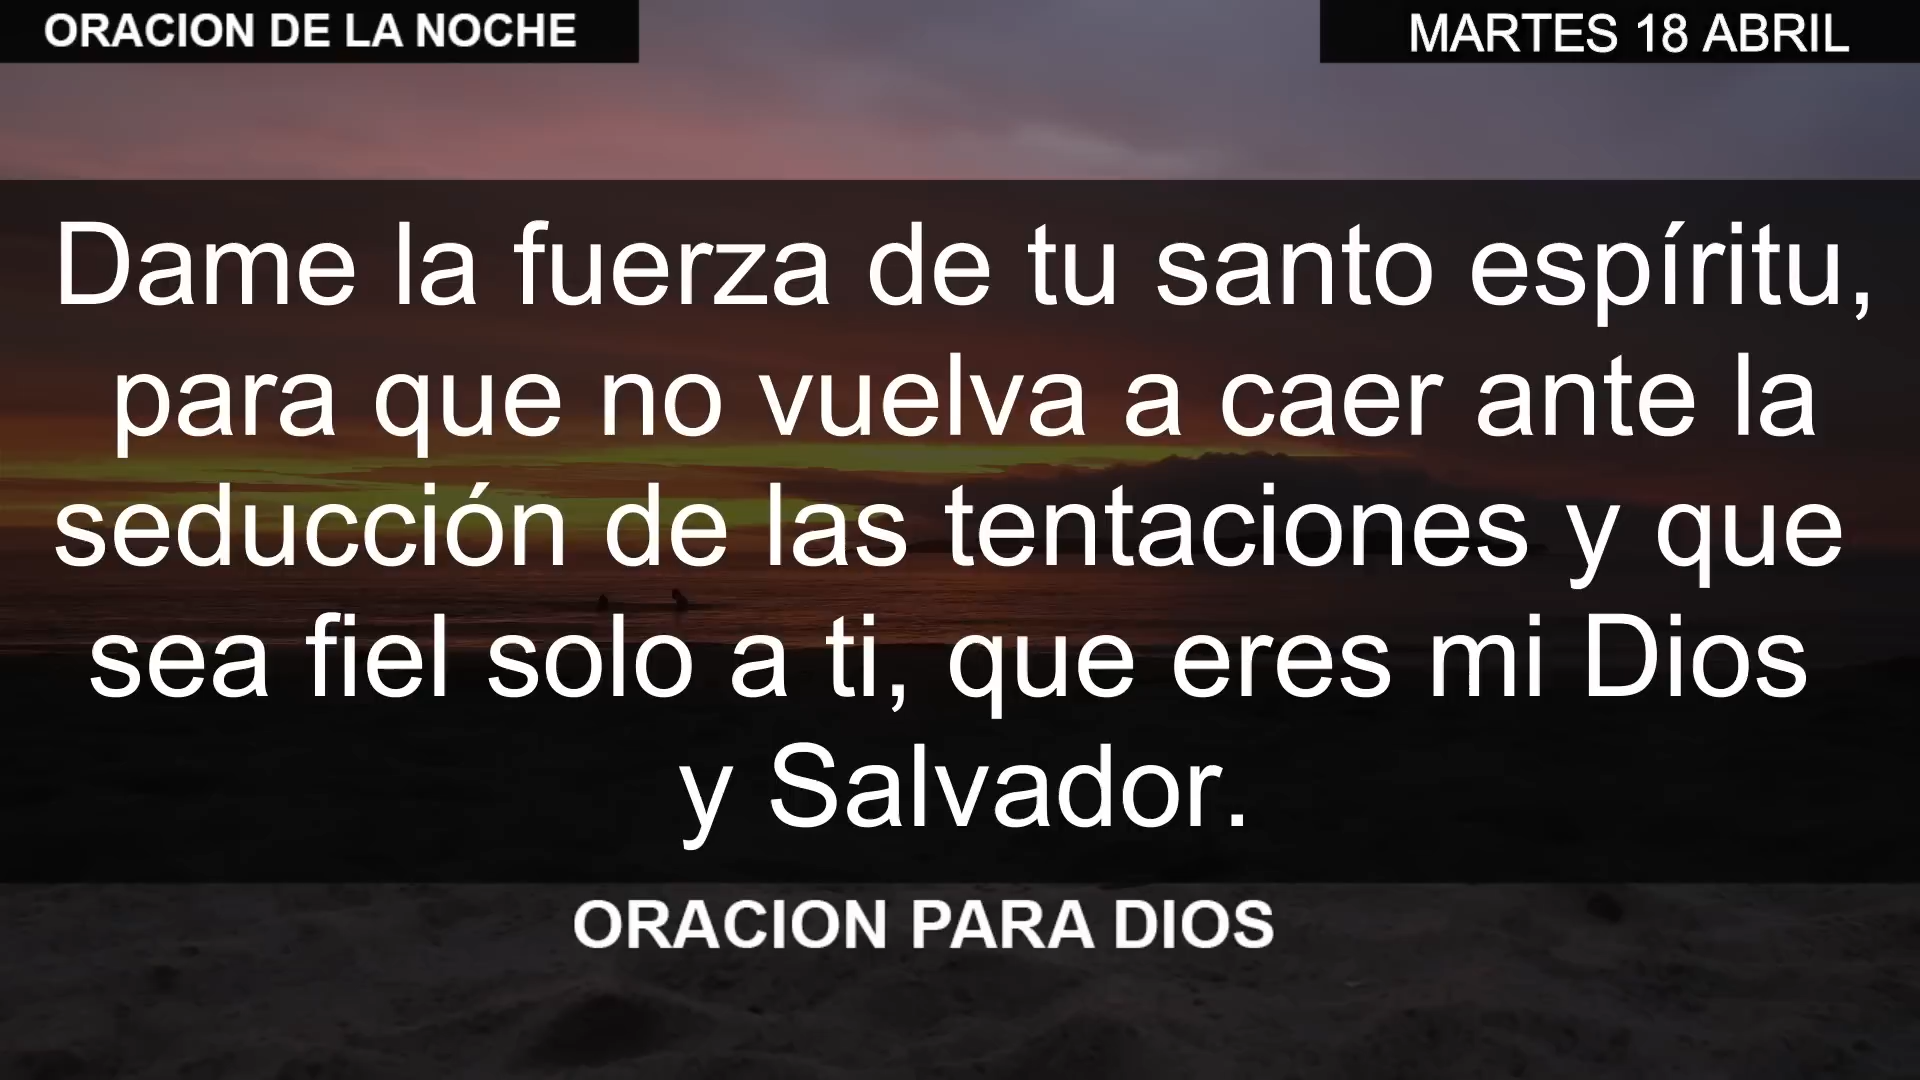 ORACION DE LA NOCHE
MARTES 18 ABRIL
Dame la fuerza de tu santo espíritu,
para que no vuelva a caer ante la
seducción de las tentaciones y que
sea fiel solo a ti, que eres mi Dios
y Salvador.
ORACION PARA DIOS